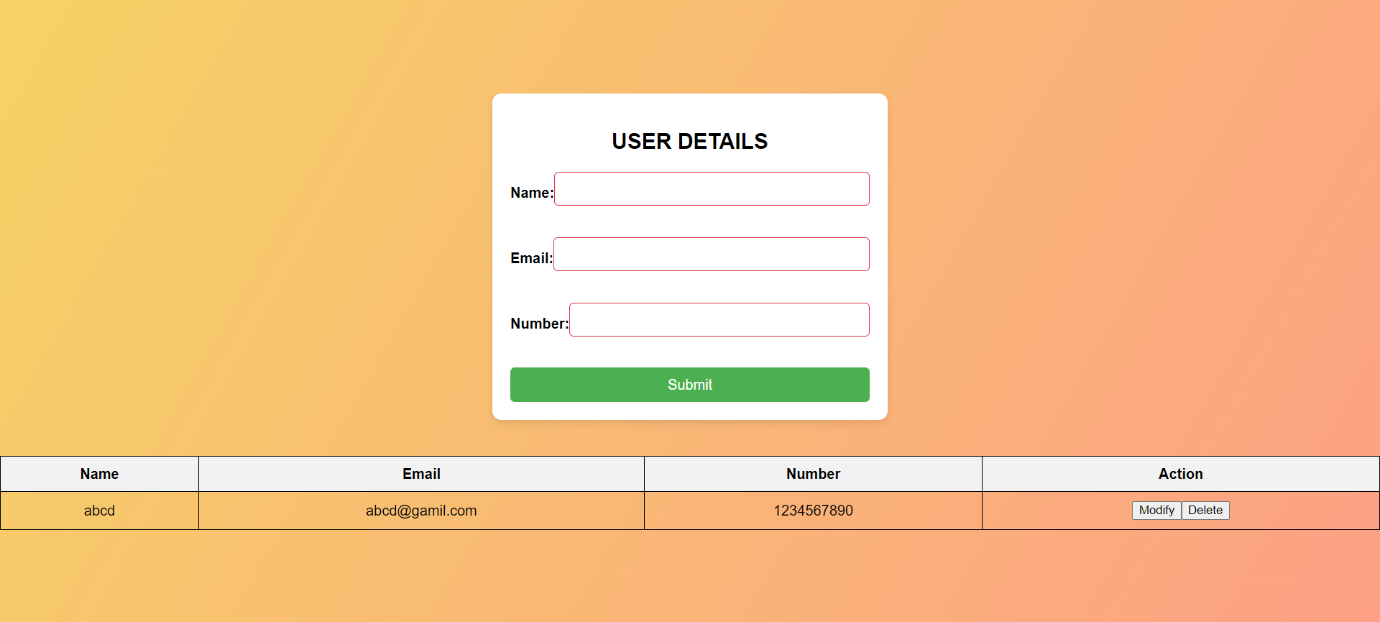 USER DETAILS
Name:
Email:
Number:
Submit
Name Email Number Action
abcd abcd@gamil.com 1234567890 Modify Delete